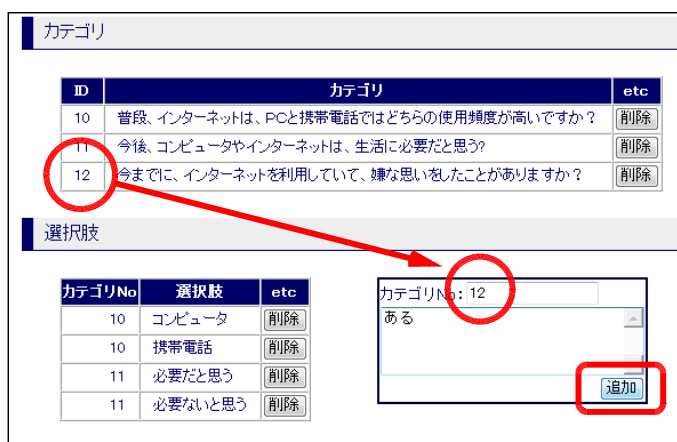 カテゴリ
ID カテゴリ etc
10 普段、インターネットは、PCと携帯電話ではどちらの使用頻度が高いですか? 削除
11 今後、コンピュータやインターネットは、生活に必要だと思う? 削除
12 今までに、インターネットを利用していて、嫌な思いをしたことがありますか? 削除
選択肢
カテゴリNo 選択肢 etc
10 コンピュータ 削除
10 携帯電話 削除
11 必要だと思う 削除
11 必要ないと思う 削除
カテゴリNo: 12
ある
追加